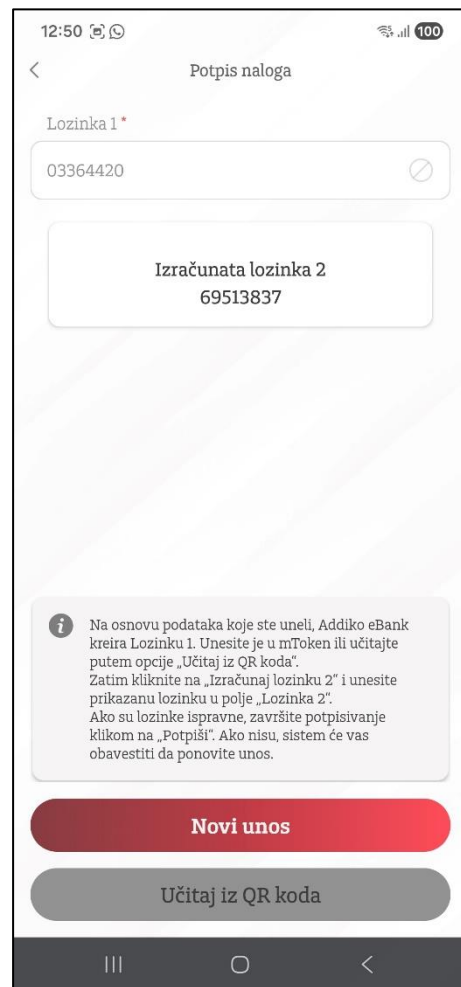 12:50
100
Potpis naloga
Lozinka 1 *
03364420
Izračunata lozinka 2
69513837
Na osnovu podataka koje ste uneli, Addiko eBank
kreira Lozinku 1. Unesite je u mToken ili učitajte
putem opcije „Učitaj iz QR koda“.
Zatim kliknite na „Izračunaj lozinku 2“ i unesite
prikazanu lozinku u polje „Lozinka 2“.
Ako su lozinke ispravne, završite potpisivanje
klikom na „Potpiši“. Ako nisu, sistem će vas
obavestiti da ponovite unos.
Novi unos
Učitaj iz QR koda